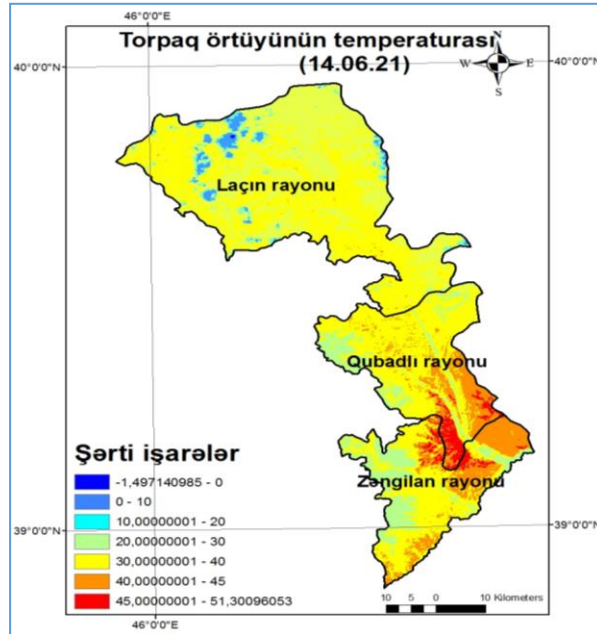 46°0'0"E
Torpaq örtüyünün temperaturası
(14.06.21)
N
W E
S
40°0'0"N
40°0'0"N
Laçın rayonu
Qubadlı rayonu
Zəngilan rayonu
Şərti işarələr
-1,497140985 - 0
0 - 10
10,00000001 - 20
20,00000001 - 30
30,00000001 - 40
40,00000001 - 45
45,00000001 - 51,30096053
39°0'0"N
39°0'0"N
10 5 0 10 Kilometers
46°0'0"E